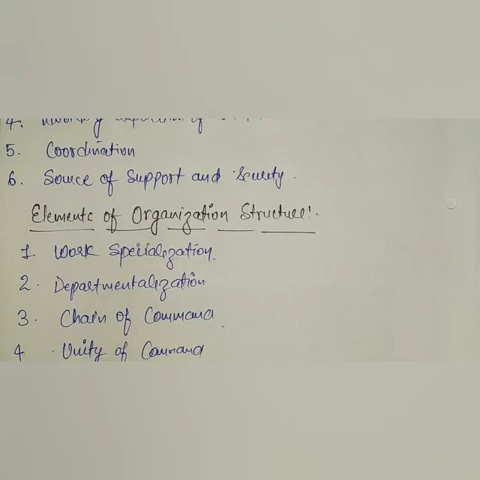 4.
5. Coordination
6. Source of Support and Security.
Elements of Organization Structure:
1 Work Specialization.
2. Departmentalization
3. Chain of Command
4 Unity of Command